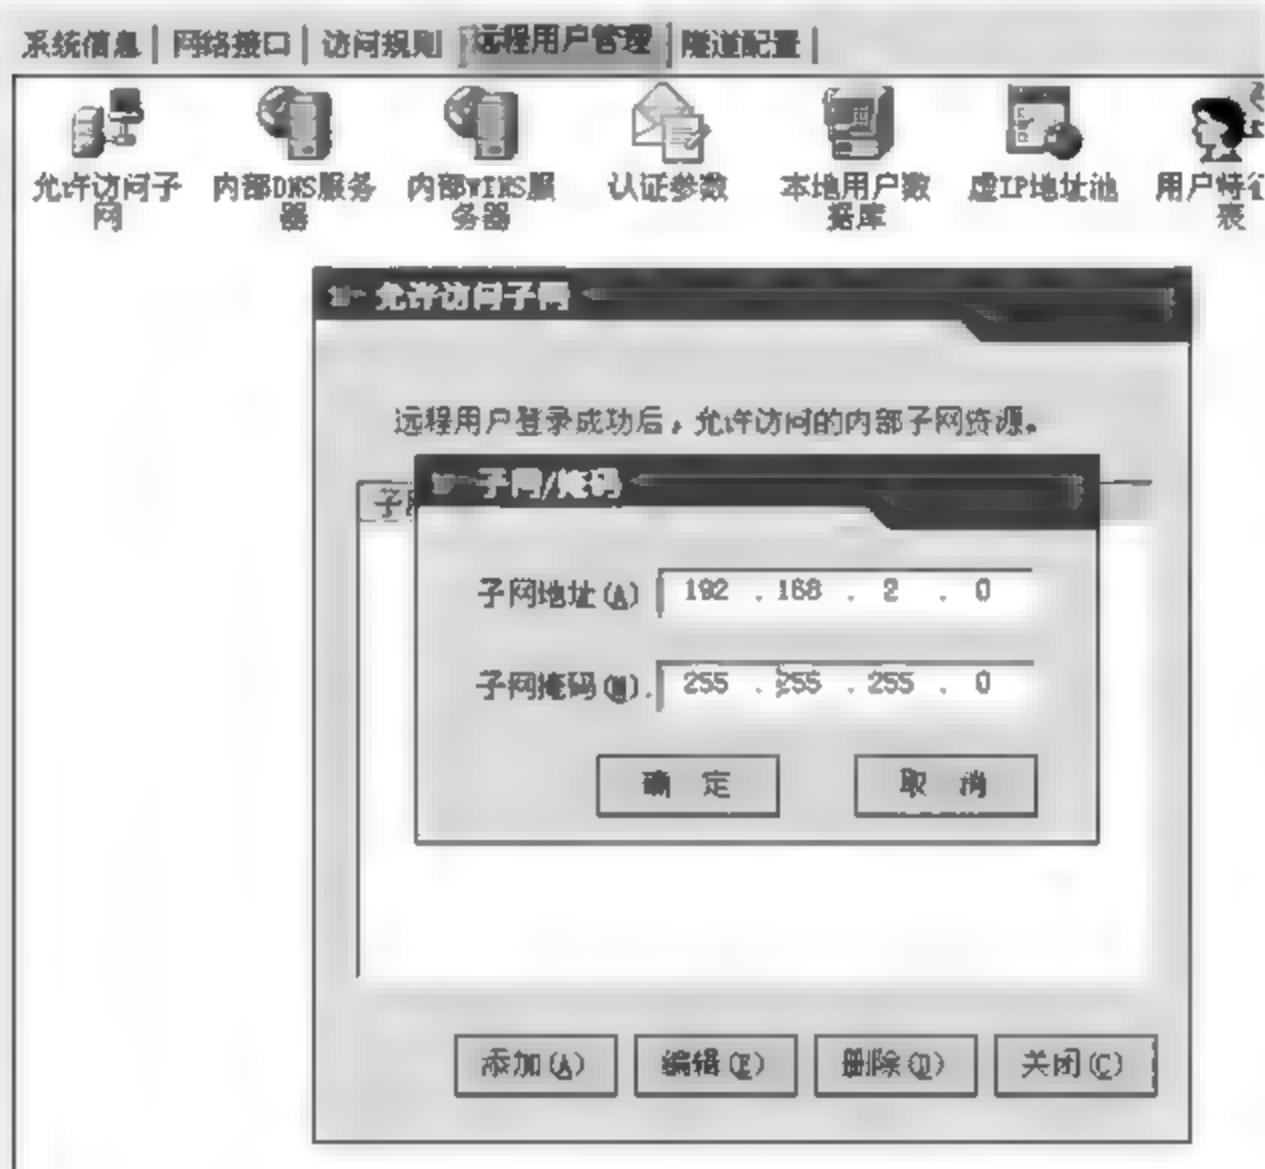 系统信息 网络接口 访问规则 远程用户管理 隧道配置
允许访问子网 内部DNS服务器 内部WINS服务器 认证参数 本地用户数据库 虚IP地址池 用户特征表
允许访问子网
远程用户登录成功后，允许访问的内部子网资源。
子网/掩码
子网地址(A) 192 . 168 . 2 . 0
子网掩码(M). 255 . 255 . 255 . 0
确 定 取 消
添加(A) 编辑(E) 删除(D) 关闭(C)